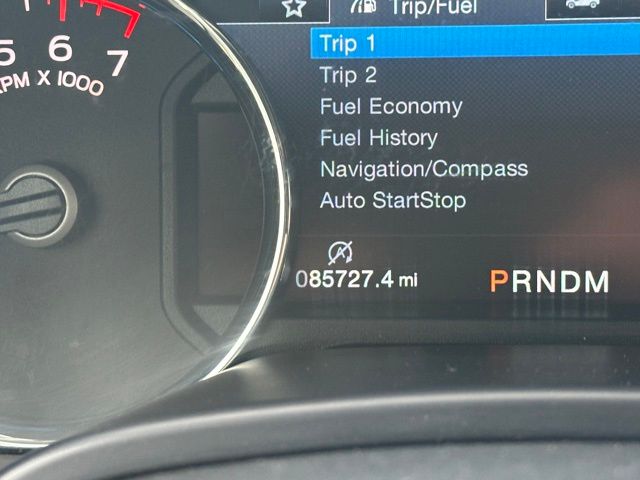 Trip/Fuel
Trip 1
Trip 2
Fuel Economy
Fuel History
Navigation/Compass
Auto StartStop
A
085727.4 mi
PRNDM
5 6 7
RPM X 1000